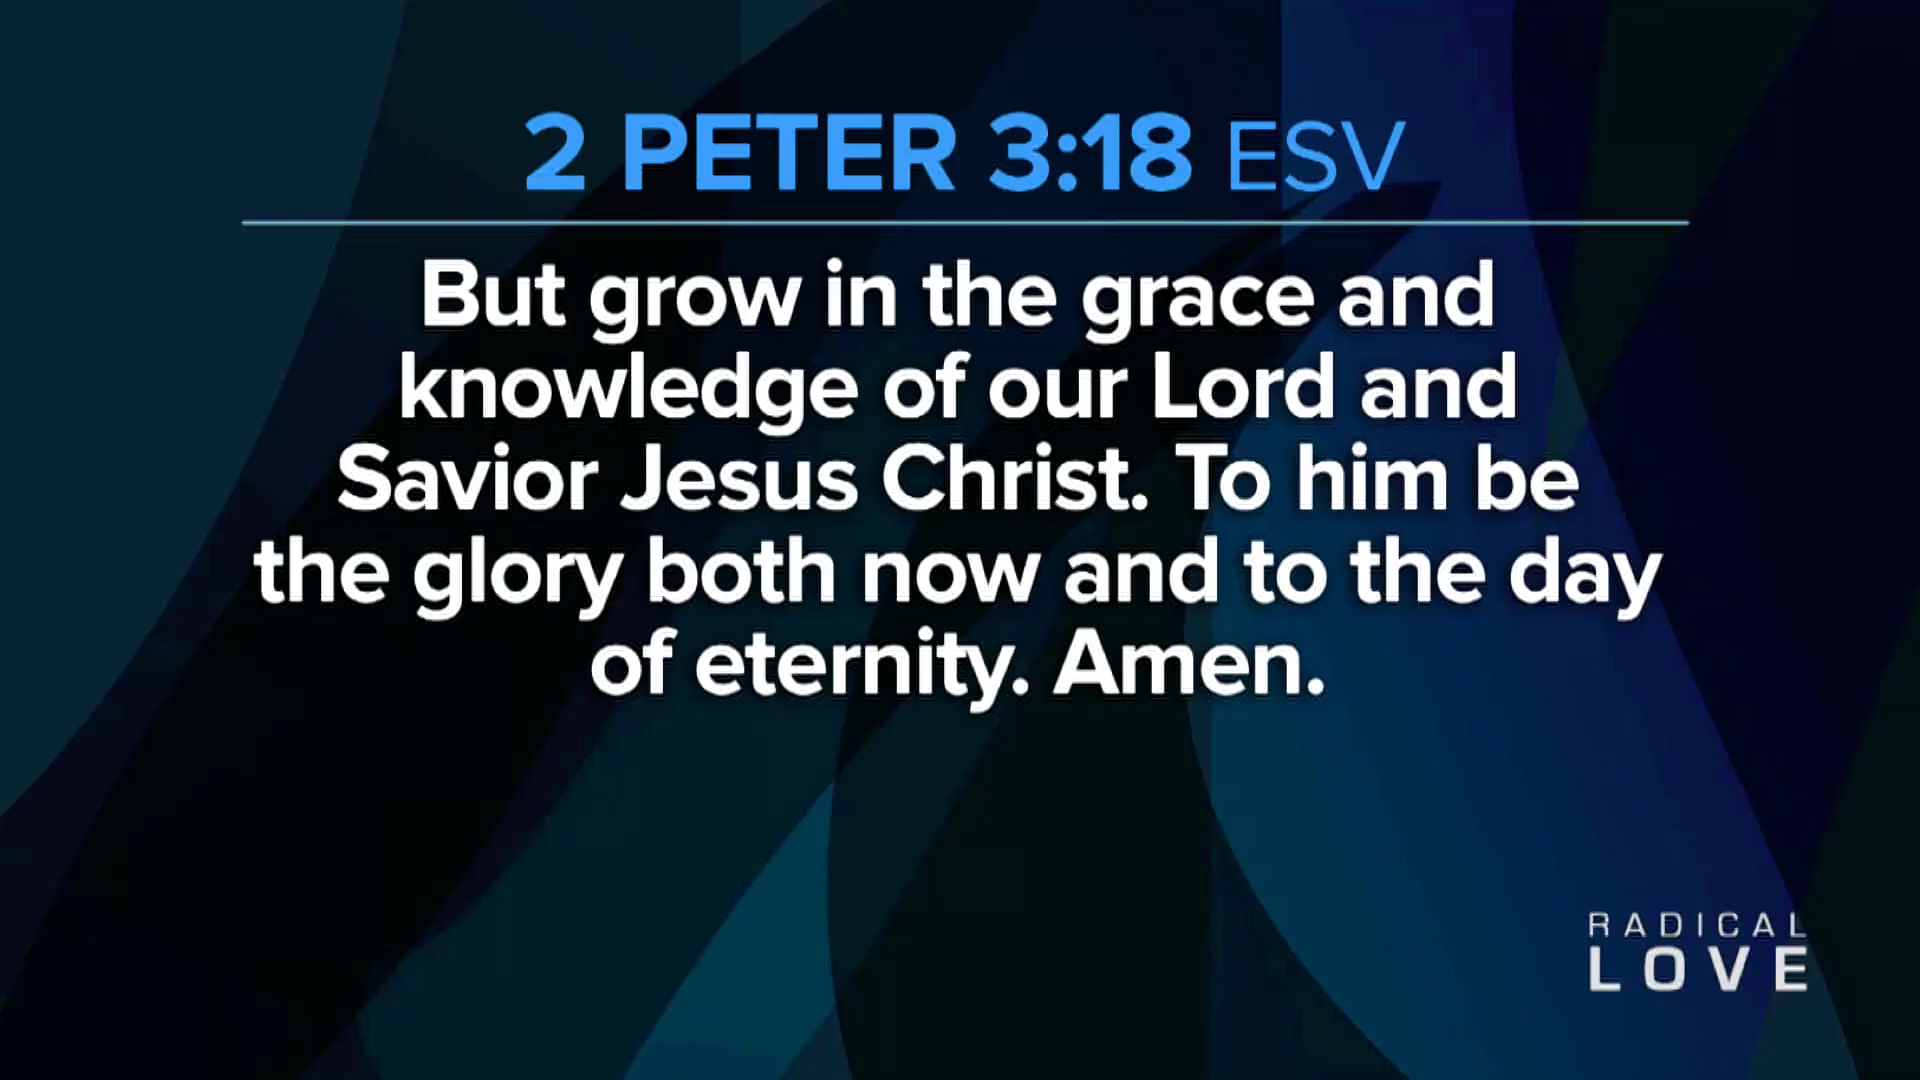 2 PETER 3:18 ESV
But grow in the grace and
knowledge of our Lord and
Savior Jesus Christ. To him be
the glory both now and to the day
of eternity. Amen.
RADICAL
LOVE